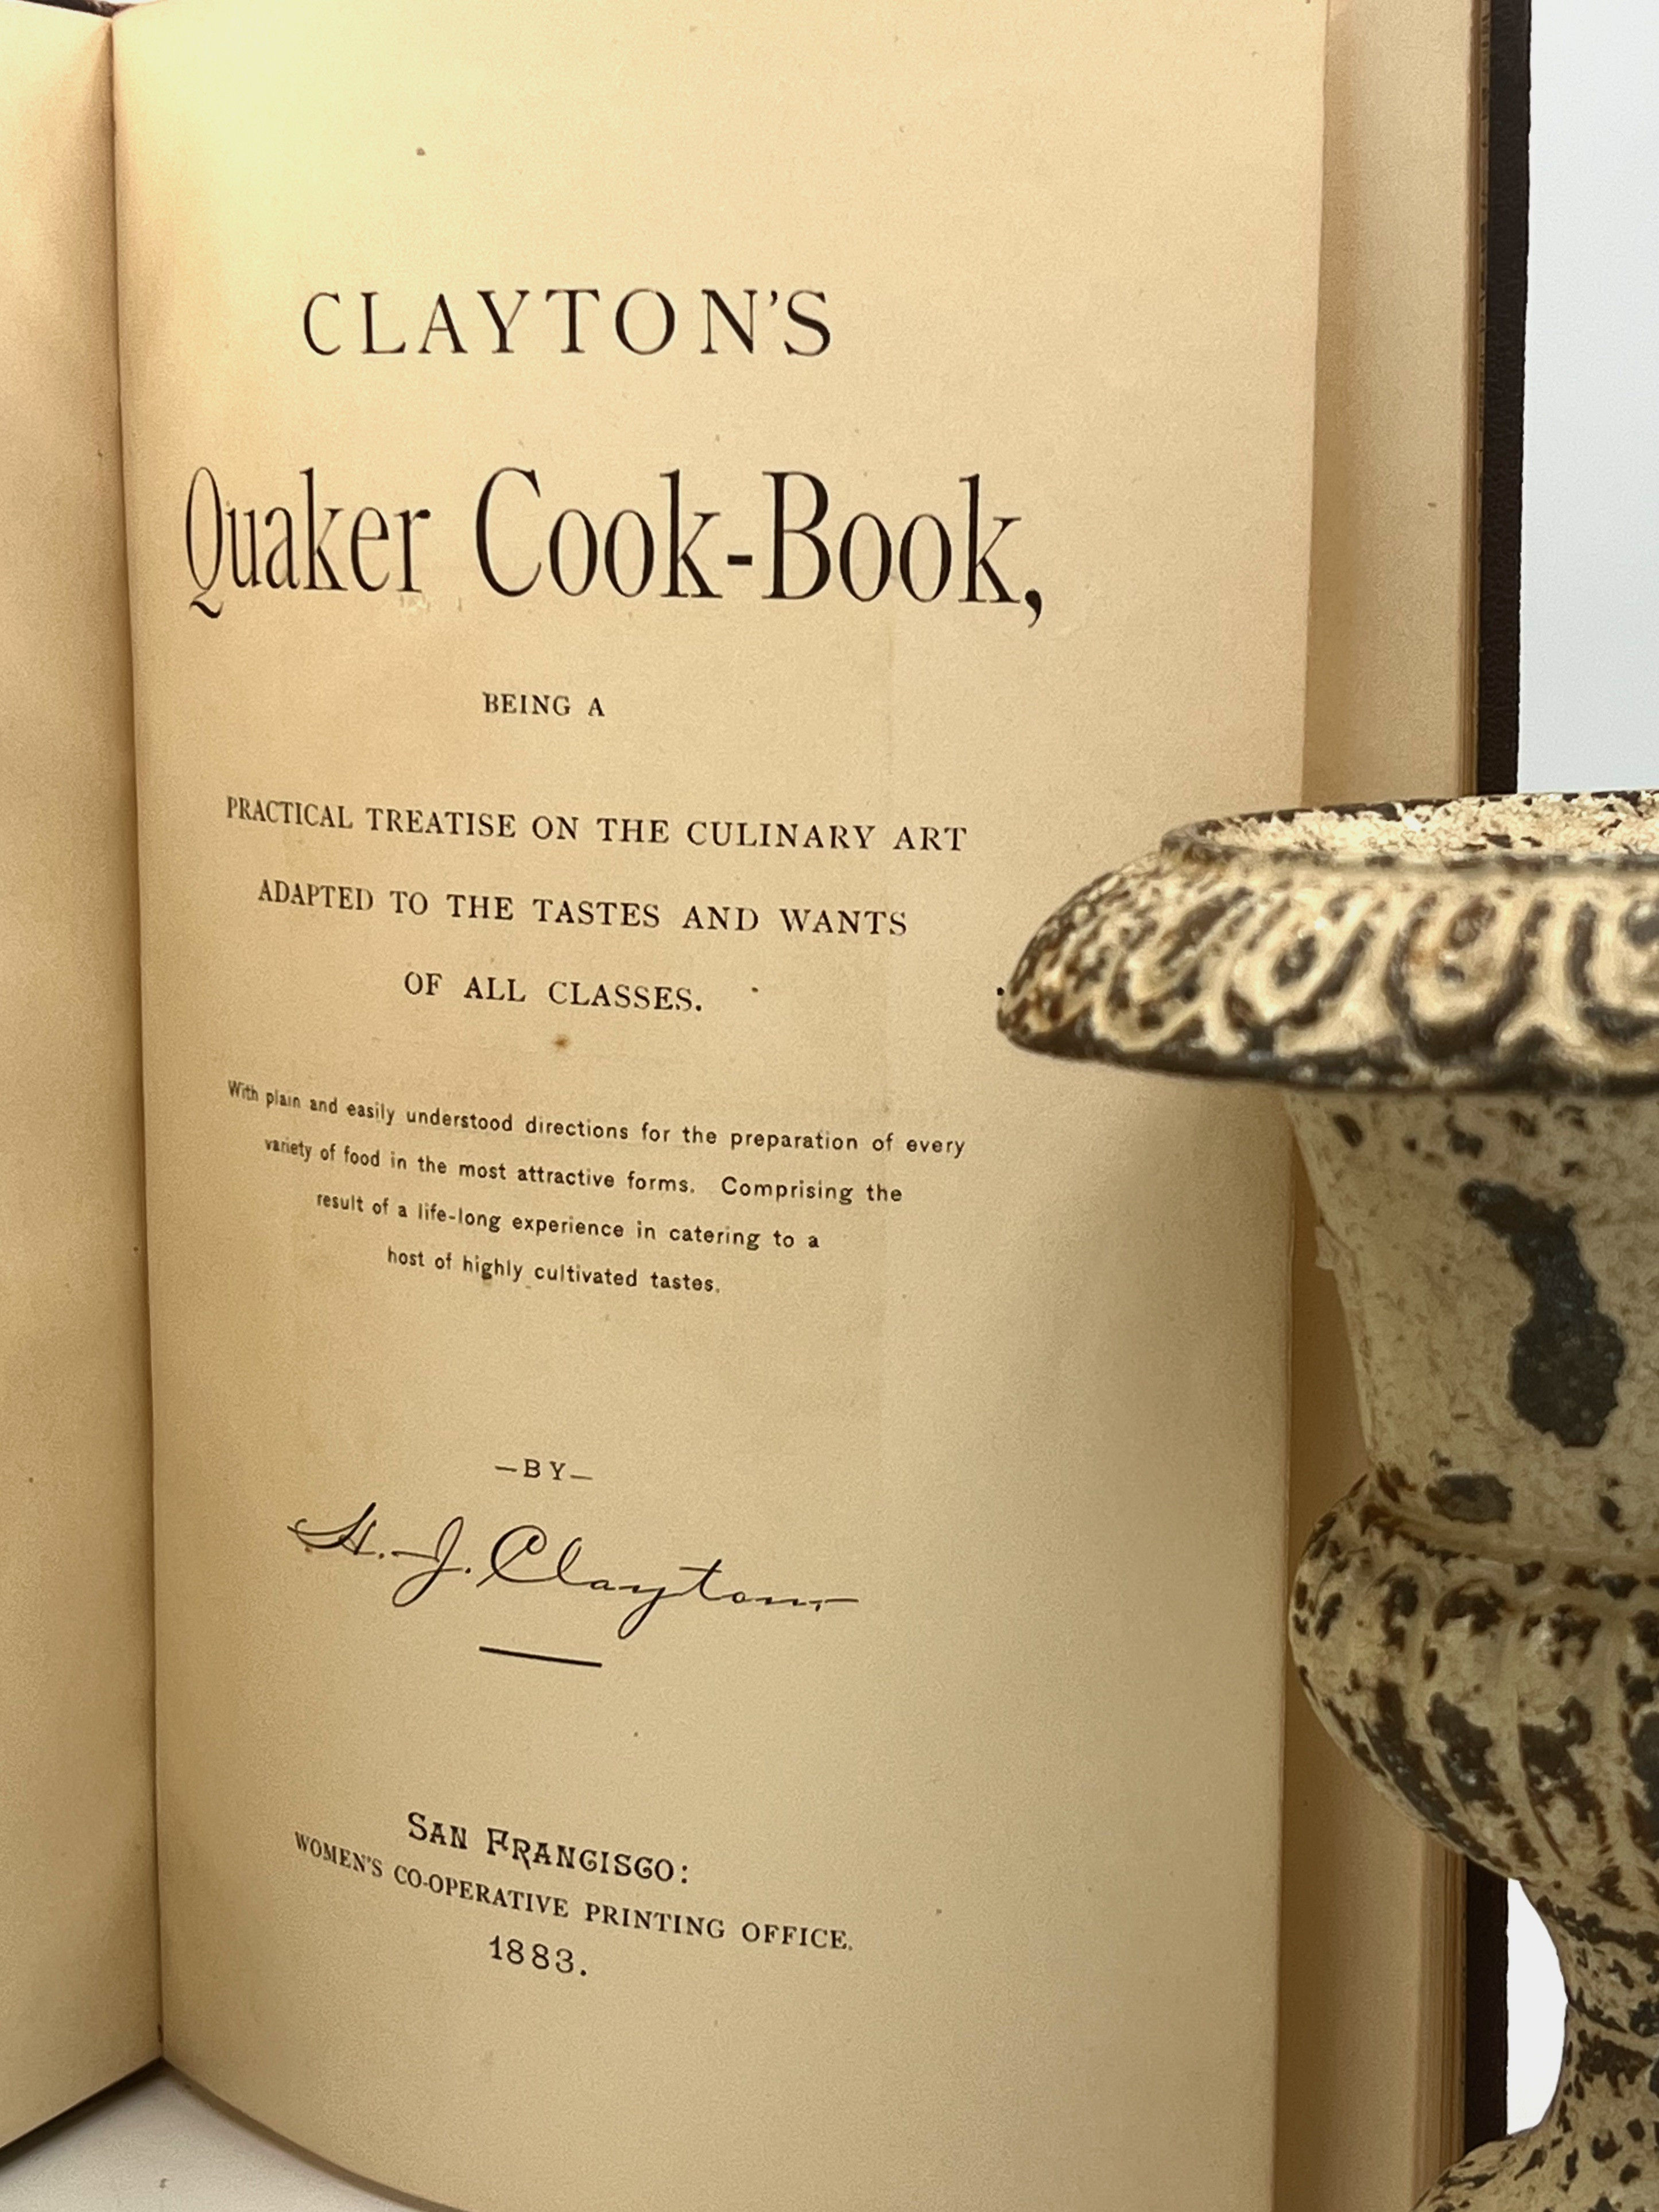 CLAYTON'S
Quaker Cook-Book,
BEING A
PRACTICAL TREATISE ON THE CULINARY ART
ADAPTED TO THE TASTES AND WANTS
OF ALL CLASSES.
With plain and easily understood directions for the preparation of every
variety of food in the most attractive forms. Comprising the
result of a life-long experience in catering to a
host of highly cultivated tastes.
—BY—
H. J. Clayton
SAN FRANCISCO:
WOMEN'S CO-OPERATIVE PRINTING OFFICE.
1883.